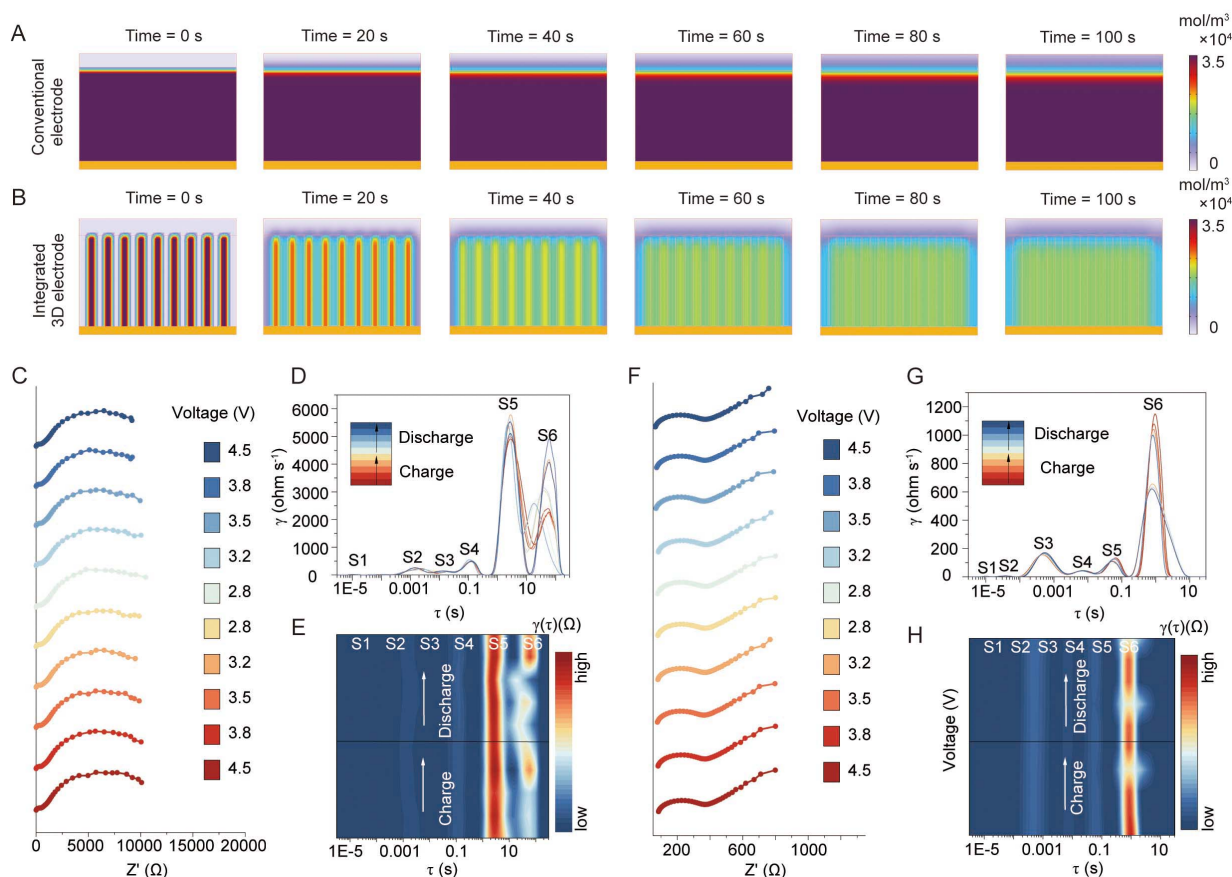 A
Time = 0 s
Time = 20 s
Time = 40 s
Time = 60 s
Time = 80 s
Time = 100 s
mol/m³
×10⁴
3.5
0
Conventional
electrode
B
Time = 0 s
Time = 20 s
Time = 40 s
Time = 60 s
Time = 80 s
Time = 100 s
mol/m³
×10⁴
3.5
0
Integrated
3D electrode
C
Voltage (V)
4.5
3.8
3.5
3.2
2.8
2.8
3.2
3.5
3.8
4.5
0 5000 10000 15000 20000
Z' (Ω)
D
γ (ohm s⁻¹)
6000
5000
4000
3000
2000
1000
0
Discharge
Charge
S1
S2
S3
S4
S5
S6
1E-5 0.001 0.1 10
τ (s)
E
γ(τ)(Ω)
S1 S2 S3 S4 S5 S6
Discharge
Charge
high
low
1E-5 0.001 0.1 10
τ (s)
F
Voltage (V)
4.5
3.8
3.5
3.2
2.8
2.8
3.2
3.5
3.8
4.5
200 400 600 800 1200
Z' (Ω)
G
γ (ohm s⁻¹)
1200
1000
800
600
400
200
0
Discharge
Charge
S1 S2
S3
S4
S5
S6
1E-5 0.001 0.1 10
τ (s)
H
γ(τ)(Ω)
Voltage (V)
S1 S2 S3 S4 S5 S6
Discharge
Charge
high
low
1E-5 0.001 0.1 10
τ (s)